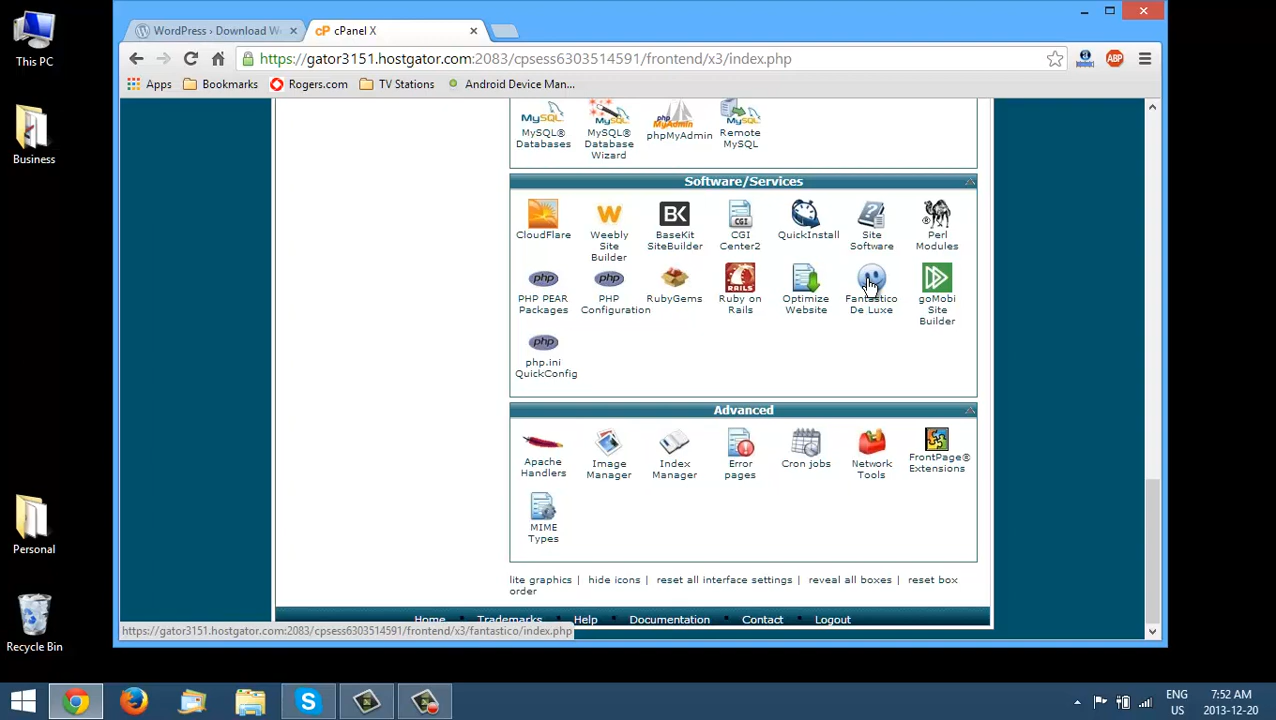 This PC
Business
Personal
Recycle Bin
WordPress › Download W
cP cPanel X
https://gator3151.hostgator.com:2083/cpsess6303514591/frontend/x3/index.php
ABP
Apps
Bookmarks
Rogers.com
TV Stations
Android Device Man...
MySQL® Databases
MySQL® Database Wizard
phpMyAdmin
Remote MySQL
Software/Services
CloudFlare
Weebly Site Builder
BaseKit SiteBuilder
CGI Center2
QuickInstall
Site Software
Perl Modules
PHP PEAR Packages
PHP Configuration
RubyGems
Ruby on Rails
Optimize Website
Fantastico De Luxe
goMobi Site Builder
php.ini QuickConfig
Advanced
Apache Handlers
Image Manager
Index Manager
Error pages
Cron jobs
Network Tools
FrontPage® Extensions
MIME Types
lite graphics | hide icons | reset all interface settings | reveal all boxes | reset box
order
Home • Trademarks • Help • Documentation • Contact • Logout
https://gator3151.hostgator.com:2083/cpsess6303514591/frontend/x3/fantastico/index.php
ENG
US
7:52 AM
2013-12-20